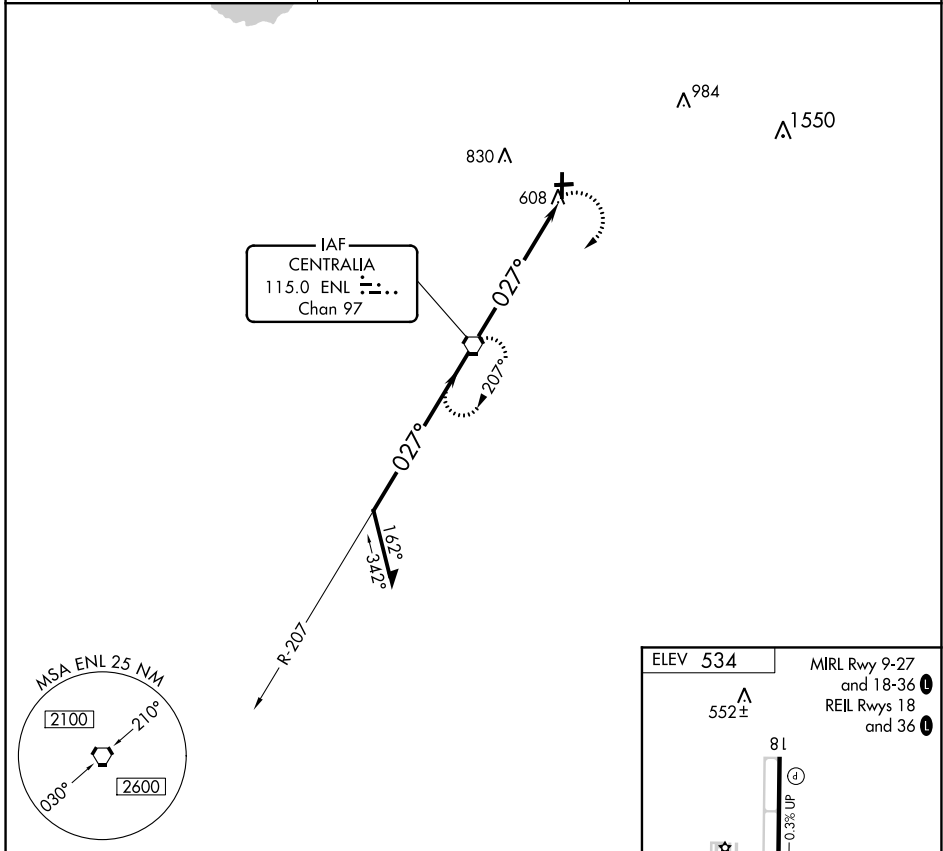 984
1550
830
608
IAF
CENTRALIA
115.0 ENL
Chan 97
027°
207°
027°
162°
342°
R-207
MSA ENL 25 NM
2100
210°
030°
2600
ELEV 534
MIRL Rwy 9-27
and 18-36 L
REIL Rwys 18
and 36 L
552±
18
P
0.3% UP